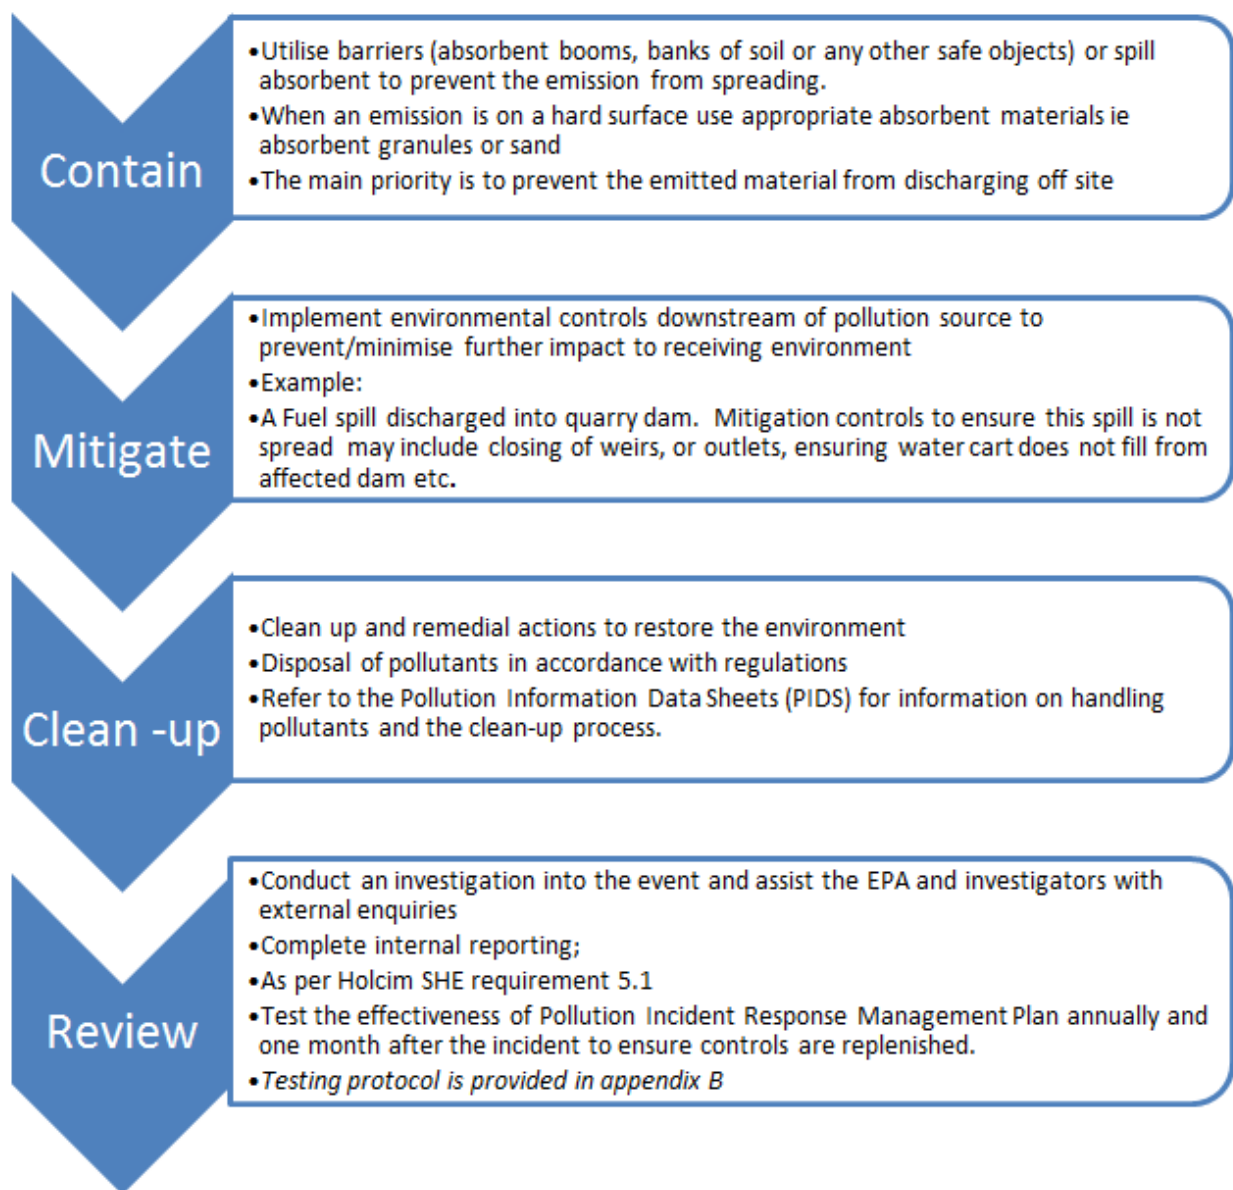 Contain
•Utilise barriers (absorbent booms, banks of soil or any other safe objects) or spill
absorbent to prevent the emission from spreading.
•When an emission is on a hard surface use appropriate absorbent materials ie
absorbent granules or sand
•The main priority is to prevent the emitted material from discharging off site
Mitigate
•Implement environmental controls downstream of pollution source to
prevent/minimise further impact to receiving environment
•Example:
•A Fuel spill discharged into quarry dam. Mitigation controls to ensure this spill is not
spread may include closing of weirs, or outlets, ensuring water cart does not fill from
affected dam etc.
Clean -up
•Clean up and remedial actions to restore the environment
•Disposal of pollutants in accordance with regulations
•Refer to the Pollution Information Data Sheets (PIDS) for information on handling
pollutants and the clean-up process.
Review
•Conduct an investigation into the event and assist the EPA and investigators with
external enquiries
•Complete internal reporting;
•As per Holcim SHE requirement 5.1
•Test the effectiveness of Pollution Incident Response Management Plan annually and
one month after the incident to ensure controls are replenished.
•Testing protocol is provided in appendix B